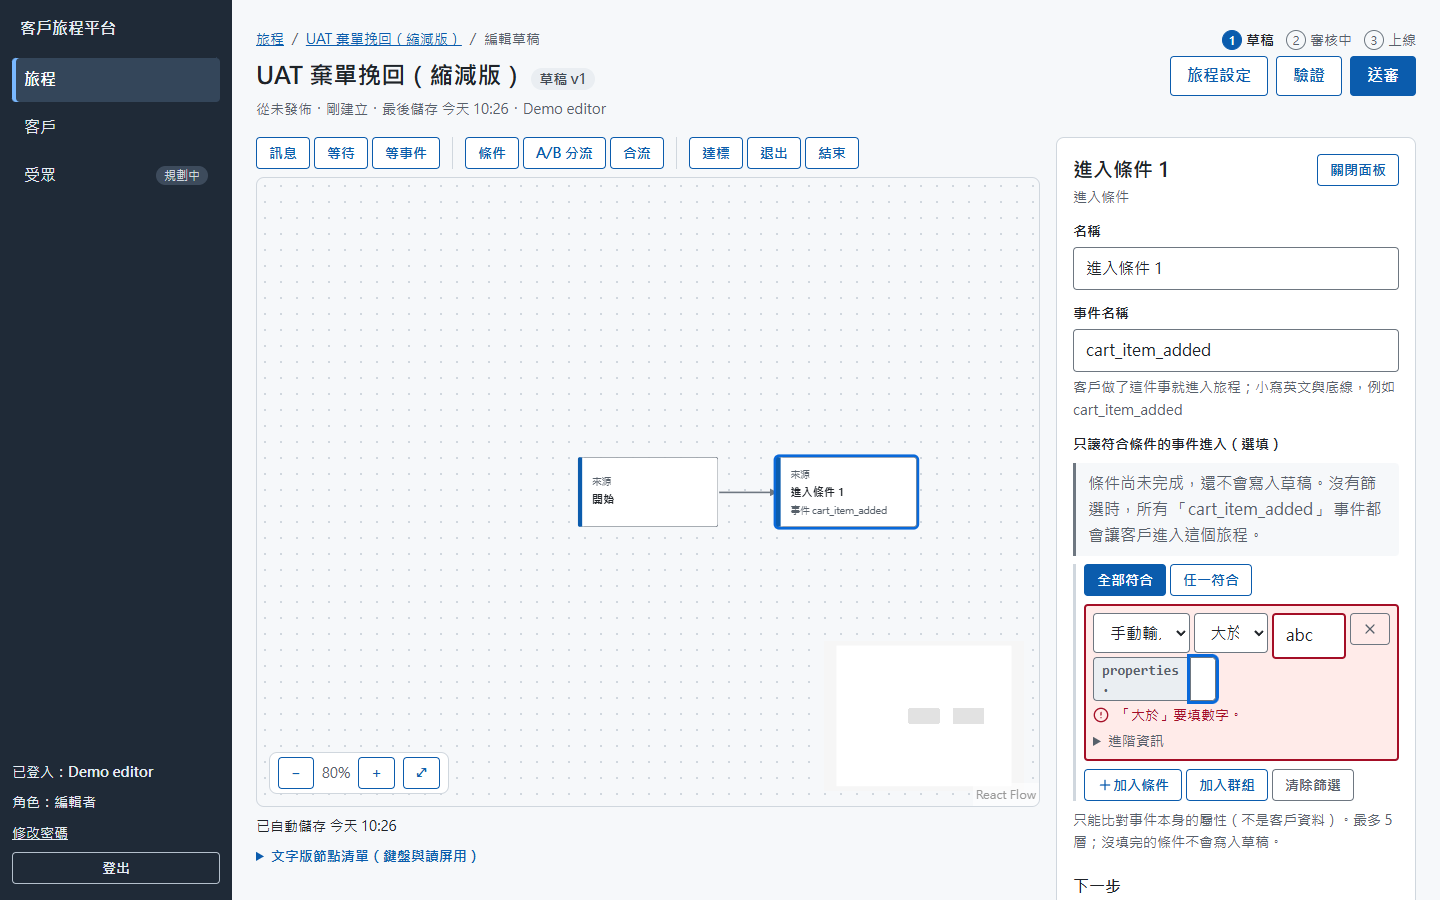 客戶旅程平台
旅程
客戶
受眾 規劃中
已登入：Demo editor
角色：編輯者
修改密碼
登出
旅程 / UAT 棄單挽回（縮減版） / 編輯草稿
UAT 棄單挽回（縮減版） 草稿 v1
從未發佈 · 剛建立 · 最後儲存 今天 10:26 · Demo editor
1 草稿 2 審核中 3 上線
旅程設定 驗證 送審
訊息 等待 等事件 條件 A/B 分流 合流 達標 退出 結束
來源
開始
來源
進入條件 1
事件 cart_item_added
− 80% +
React Flow
已自動儲存 今天 10:26
文字版節點清單（鍵盤與讀屏用）
進入條件 1
關閉面板
進入條件
名稱
進入條件 1
事件名稱
cart_item_added
客戶做了這件事就進入旅程；小寫英文與底線，例如
cart_item_added
只讓符合條件的事件進入（選填）
條件尚未完成，還不會寫入草稿。沒有篩
選時，所有「cart_item_added」事件都
會讓客戶進入這個旅程。
全部符合 任一符合
手動輸 大於 abc
properties
.
「大於」要填數字。
進階資訊
＋加入條件 加入群組 清除篩選
只能比對事件本身的屬性（不是客戶資料）。最多 5
層；沒填完的條件不會寫入草稿。
下一步